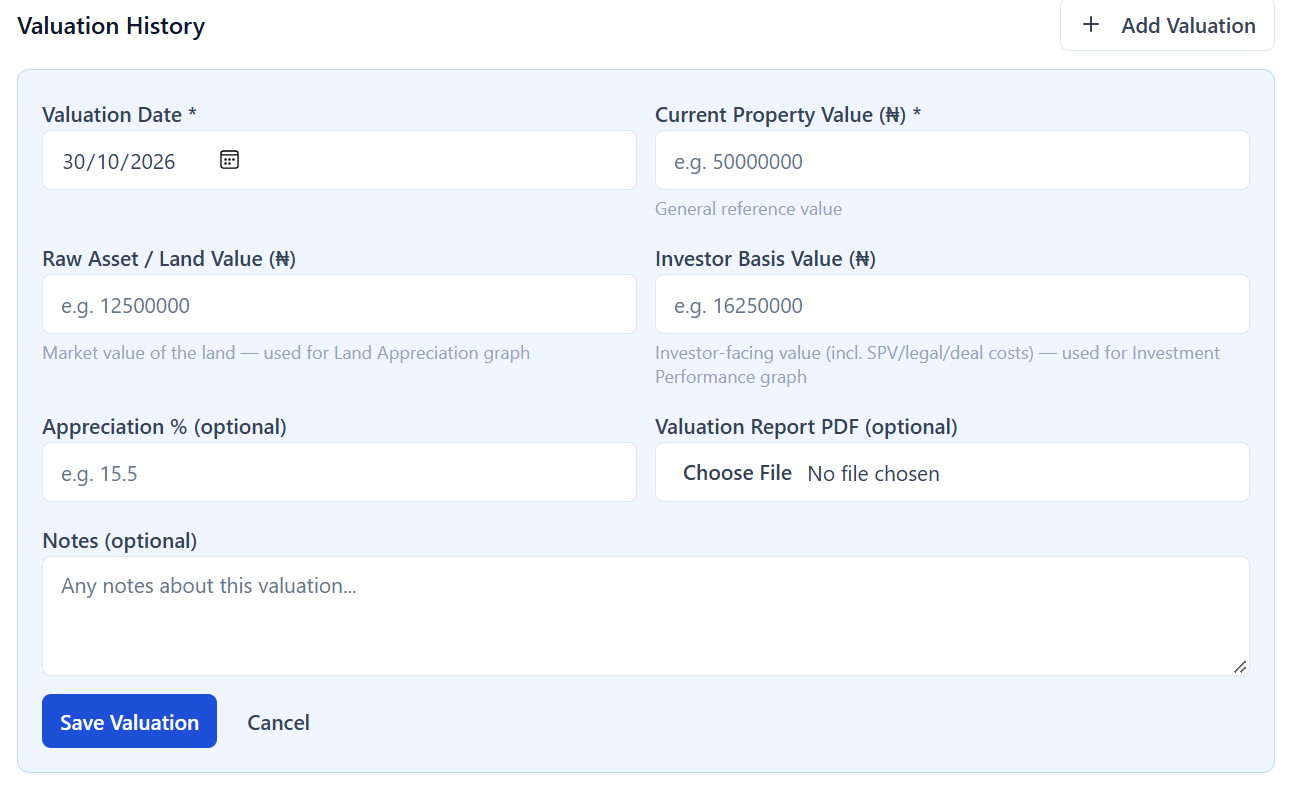 Valuation History
+ Add Valuation
Valuation Date *
Current Property Value (₦) *
30/10/2026
e.g. 50000000
General reference value
Raw Asset / Land Value (₦)
Investor Basis Value (₦)
e.g. 12500000
e.g. 16250000
Market value of the land — used for Land Appreciation graph
Investor-facing value (incl. SPV/legal/deal costs) — used for Investment
Performance graph
Appreciation % (optional)
Valuation Report PDF (optional)
e.g. 15.5
Choose File No file chosen
Notes (optional)
Any notes about this valuation...
Save Valuation
Cancel